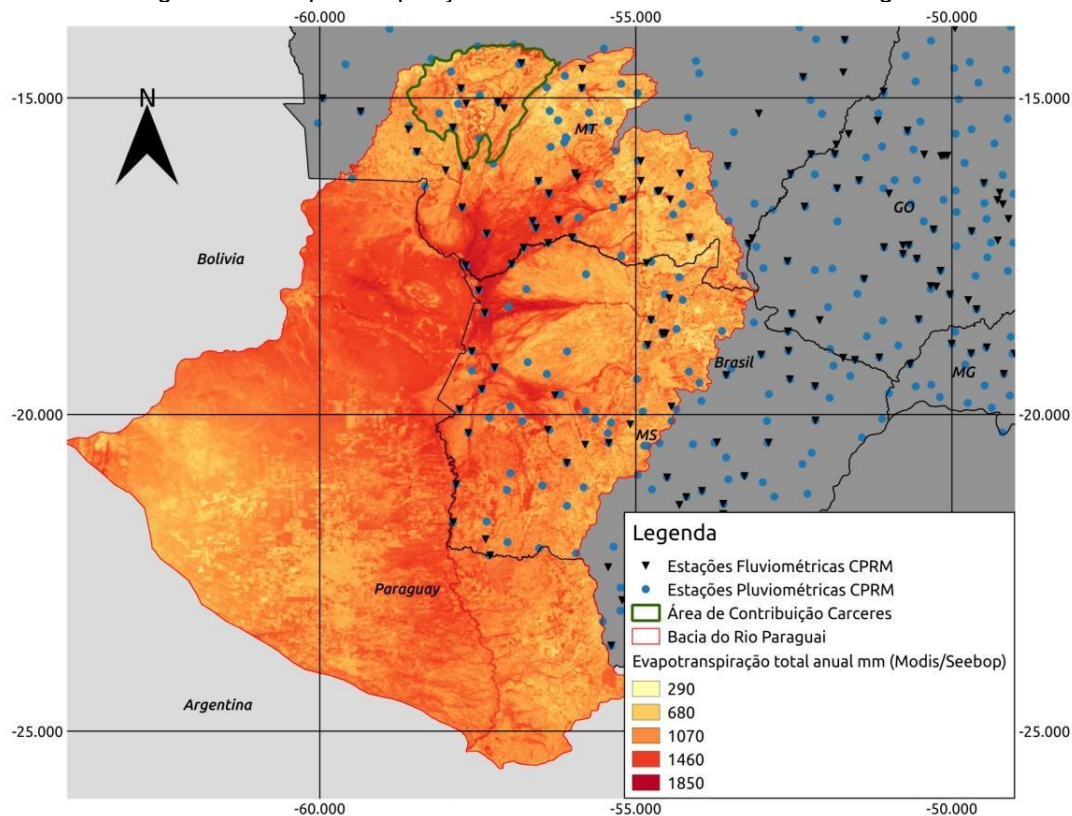 -60.000 -55.000 -50.000
N
-15.000 -15.000
MT
GO
Bolivia
Brasil
MG
-20.000 -20.000
MS
Legenda
Estações Fluviométricas CPRM
Estações Pluviométricas CPRM
Área de Contribuição Carceres
Bacia do Rio Paraguai
Evapotranspiração total anual mm (Modis/Seebop)
290
680
1070
1460
1850
Paraguay
Argentina
-25.000 -25.000
-60.000 -55.000 -50.000